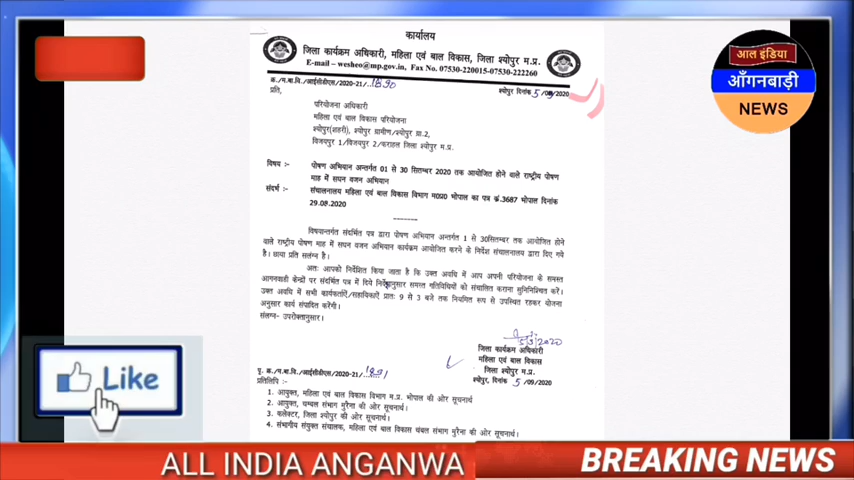 कार्यालय
जिला कार्यक्रम अधिकारी, महिला एवं बाल विकास, जिला श्योपुर म.प्र.
E-mail – wesheo@mp.gov.in, Fax No. 07530-220015-07530-222260
क्र./म.बा.वि./आईसीडीएस/2020-21/...1890
श्योपुर दिनांक 5/09/2020
प्रति,
परियोजना अधिकारी
महिला एवं बाल विकास परियोजना
श्योपुर(शहरी), श्योपुर ग्रामीण/श्योपुर ग्रा.2,
विजयपुर 1/विजयपुर 2/कराहल जिला श्योपुर म.प्र.
विषय :- पोषण अभियान अन्तर्गत 01 से 30 सितम्बर 2020 तक आयोजित होने वाले राष्ट्रीय पोषण
माह में सघन वजन अभियान
संदर्भ :- संचालनालय महिला एवं बाल विकास विभाग म0प्र0 भोपाल का पत्र क्र.3687 भोपाल दिनांक
29.08.2020
-------
विषयान्तर्गत संदर्भित पत्र द्वारा पोषण अभियान अन्तर्गत 1 से 30सितम्बर तक आयोजित होने
वाले राष्ट्रीय पोषण माह में सघन वजन अभियान कार्यक्रम आयोजित करने के निर्देश संचालनालय द्वारा दिए गये
है। छाया प्रति सलंग्न है।
अतः आपको निर्देशित किया जाता है कि उक्त अवधि में आप अपनी परियोजना के समस्त
आगनवाडी केन्द्रों पर संदर्भित पत्र में दिये निर्देशानुसार समस्त गतिविधियों को संचालित कराना सुनिनिश्चित करें।
उक्त अवधि में सभी कार्यकर्ताऐं/सहायिकाऐं प्रातः 9 से 3 बजे तक नियमित रूप से उपस्थित रहकर योजना
अनुसार कार्य संपादित करेंगी।
संलग्न- उपरोक्तानुसार।
5/9/2020
जिला कार्यक्रम अधिकारी
महिला एवं बाल विकास
जिला श्योपुर म.प्र.
श्योपुर, दिनांक 5/09/2020
पृ. क्र./म.बा.वि./आईसीडीएस/2020-21/...1891
प्रतिलिपि :-
1. आयुक्त, महिला एवं बाल विकास विभाग म.प्र. भोपाल की ओर सूचनार्थ
2. आयुक्त, चम्बल संभाग मुरैना की ओर सूचनार्थ।
3. कलेक्टर, जिला श्योपुर की ओर सूचनार्थ।
4. संभागीय संयुक्त संचालक, महिला एवं बाल विकास चंबल संभाग मुरैना की ओर सूचनार्थ।
आल इंडिया
आँगनबाड़ी
NEWS
Like
ALL INDIA ANGANWA
BREAKING NEWS